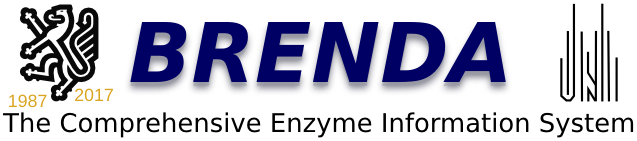 BRENDA
1987 2017
The Comprehensive Enzyme Information System